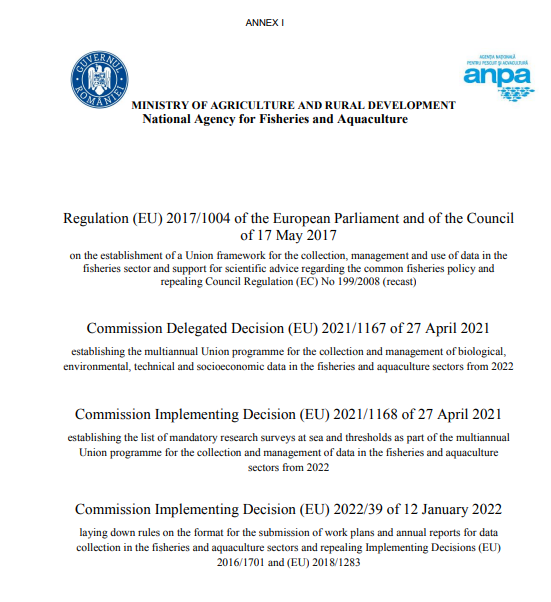 ANNEX I
GUVERNUL ROMÂNIEI
AGENȚIA NAȚIONALĂ
PENTRU PESCUIT ȘI ACVACULTURĂ
anpa
MINISTRY OF AGRICULTURE AND RURAL DEVELOPMENT
National Agency for Fisheries and Aquaculture
Regulation (EU) 2017/1004 of the European Parliament and of the Council
of 17 May 2017
on the establishment of a Union framework for the collection, management and use of data in the
fisheries sector and support for scientific advice regarding the common fisheries policy and
repealing Council Regulation (EC) No 199/2008 (recast)
Commission Delegated Decision (EU) 2021/1167 of 27 April 2021
establishing the multiannual Union programme for the collection and management of biological,
environmental, technical and socioeconomic data in the fisheries and aquaculture sectors from 2022
Commission Implementing Decision (EU) 2021/1168 of 27 April 2021
establishing the list of mandatory research surveys at sea and thresholds as part of the multiannual
Union programme for the collection and management of data in the fisheries and aquaculture
sectors from 2022
Commission Implementing Decision (EU) 2022/39 of 12 January 2022
laying down rules on the format for the submission of work plans and annual reports for data
collection in the fisheries and aquaculture sectors and repealing Implementing Decisions (EU)
2016/1701 and (EU) 2018/1283